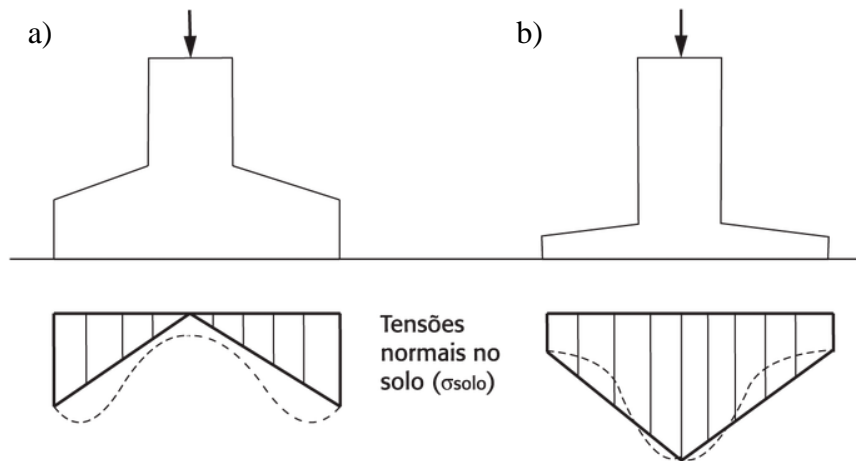 a)
b)
Tensões
normais no
solo (σsolo)